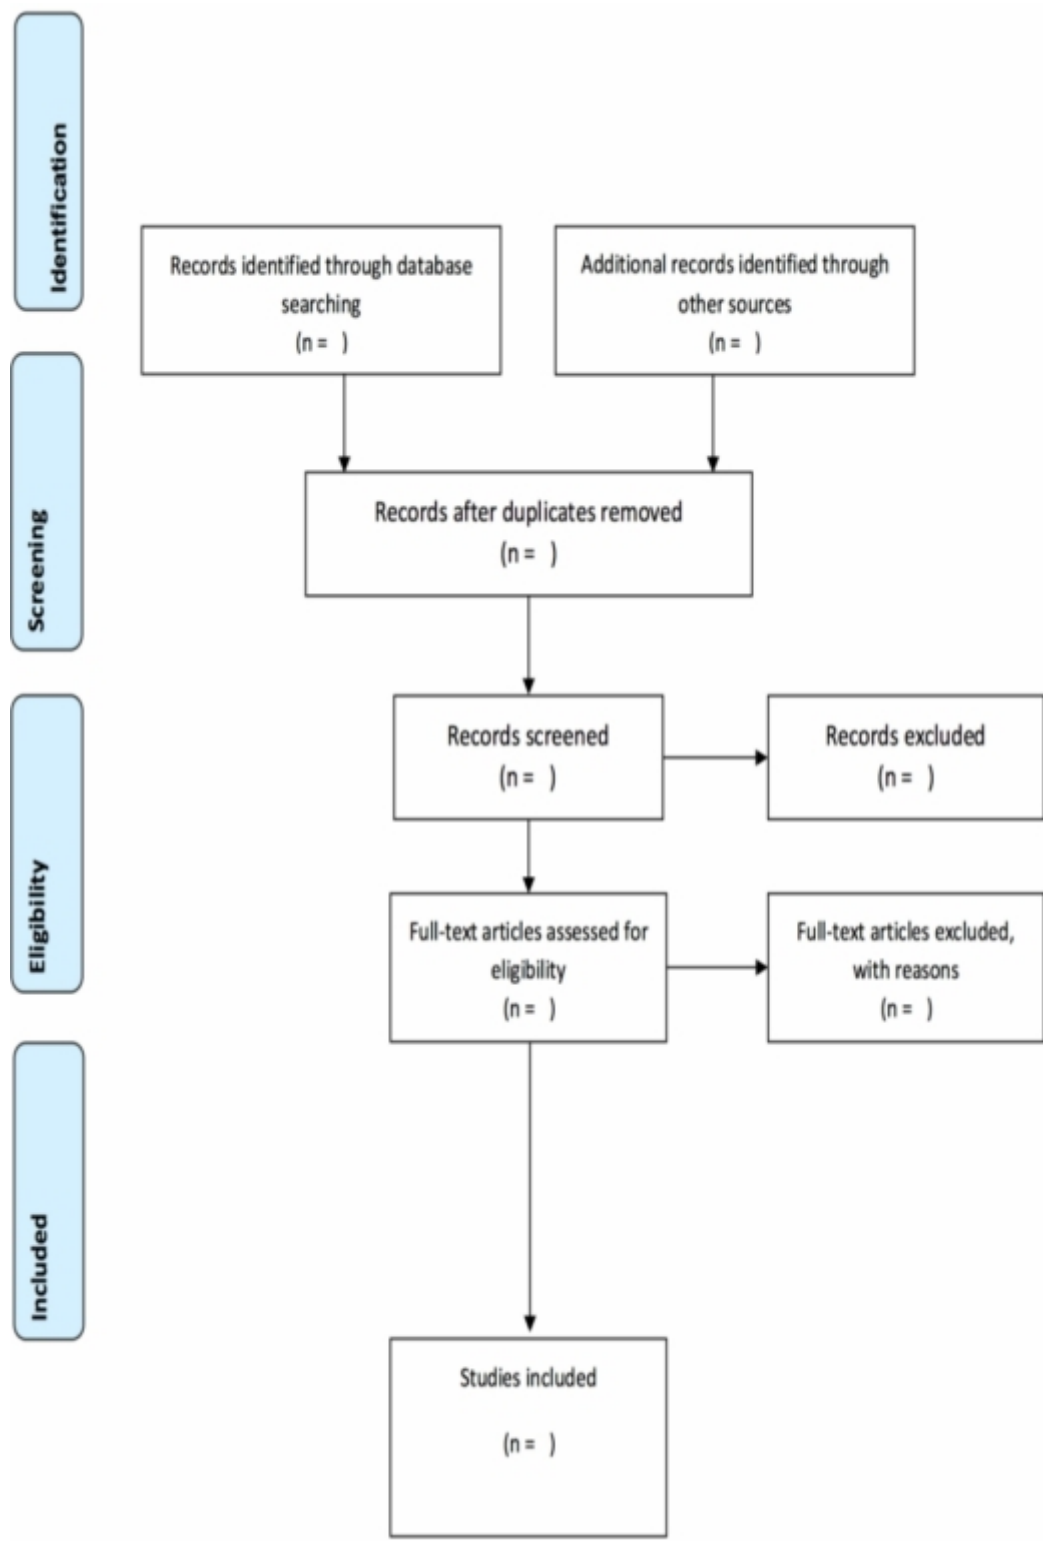 Identification
Records identified through database
searching
(n =   )
Additional records identified through
other sources
(n =   )
Screening
Records after duplicates removed
(n =   )
Eligibility
Records screened
(n =   )
Records excluded
(n =   )
Full-text articles assessed for
eligibility
(n =   )
Full-text articles excluded,
with reasons
(n =   )
Included
Studies included
(n =   )